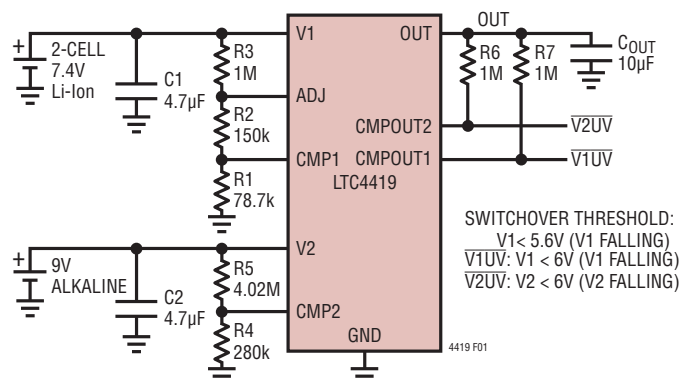 OUT
V1
OUT
+
2-CELL
7.4V
Li-Ion
C1
4.7µF
R3
1M
ADJ
R2
150k
CMP1
R1
78.7k
R6
1M
R7
1M
COUT
10µF
CMPOUT2
V2UV
CMPOUT1
V1UV
LTC4419
SWITCHOVER THRESHOLD:
V1< 5.6V (V1 FALLING)
V1UV: V1 < 6V (V1 FALLING)
V2UV: V2 < 6V (V2 FALLING)
+
9V
ALKALINE
C2
4.7µF
V2
R5
4.02M
CMP2
R4
280k
GND
4419 F01